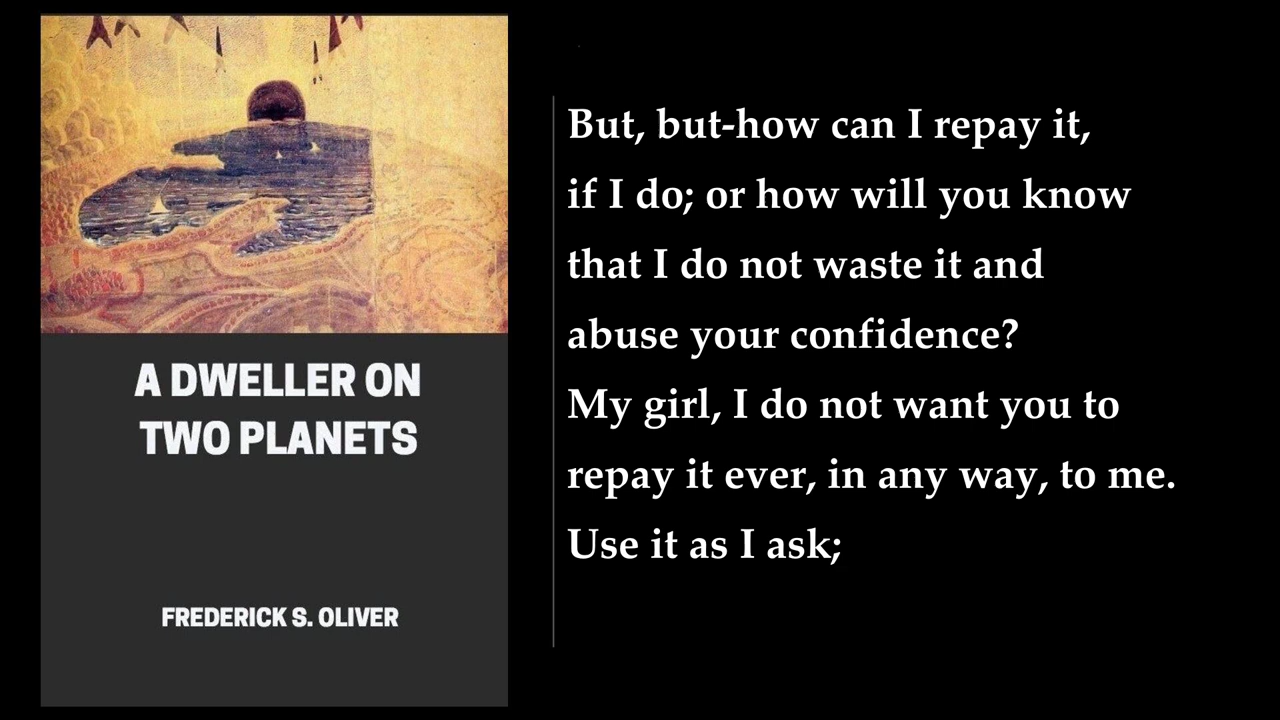 A DWELLER ON
TWO PLANETS
FREDERICK S. OLIVER
But, but-how can I repay it,
if I do; or how will you know
that I do not waste it and
abuse your confidence?
My girl, I do not want you to
repay it ever, in any way, to me.
Use it as I ask;